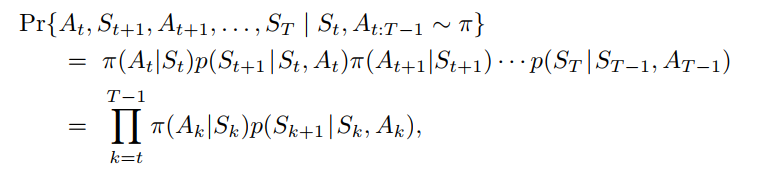 Pr{A_t, S_{t+1}, A_{t+1}, …, S_T | S_t, A_{t:T−1} ∼ π}
= π(A_t|S_t)p(S_{t+1}|S_t, A_t)π(A_{t+1}|S_{t+1}) ⋯ p(S_T|S_{T−1}, A_{T−1})
= ∏_{k=t}^{T−1} π(A_k|S_k)p(S_{k+1}|S_k, A_k),